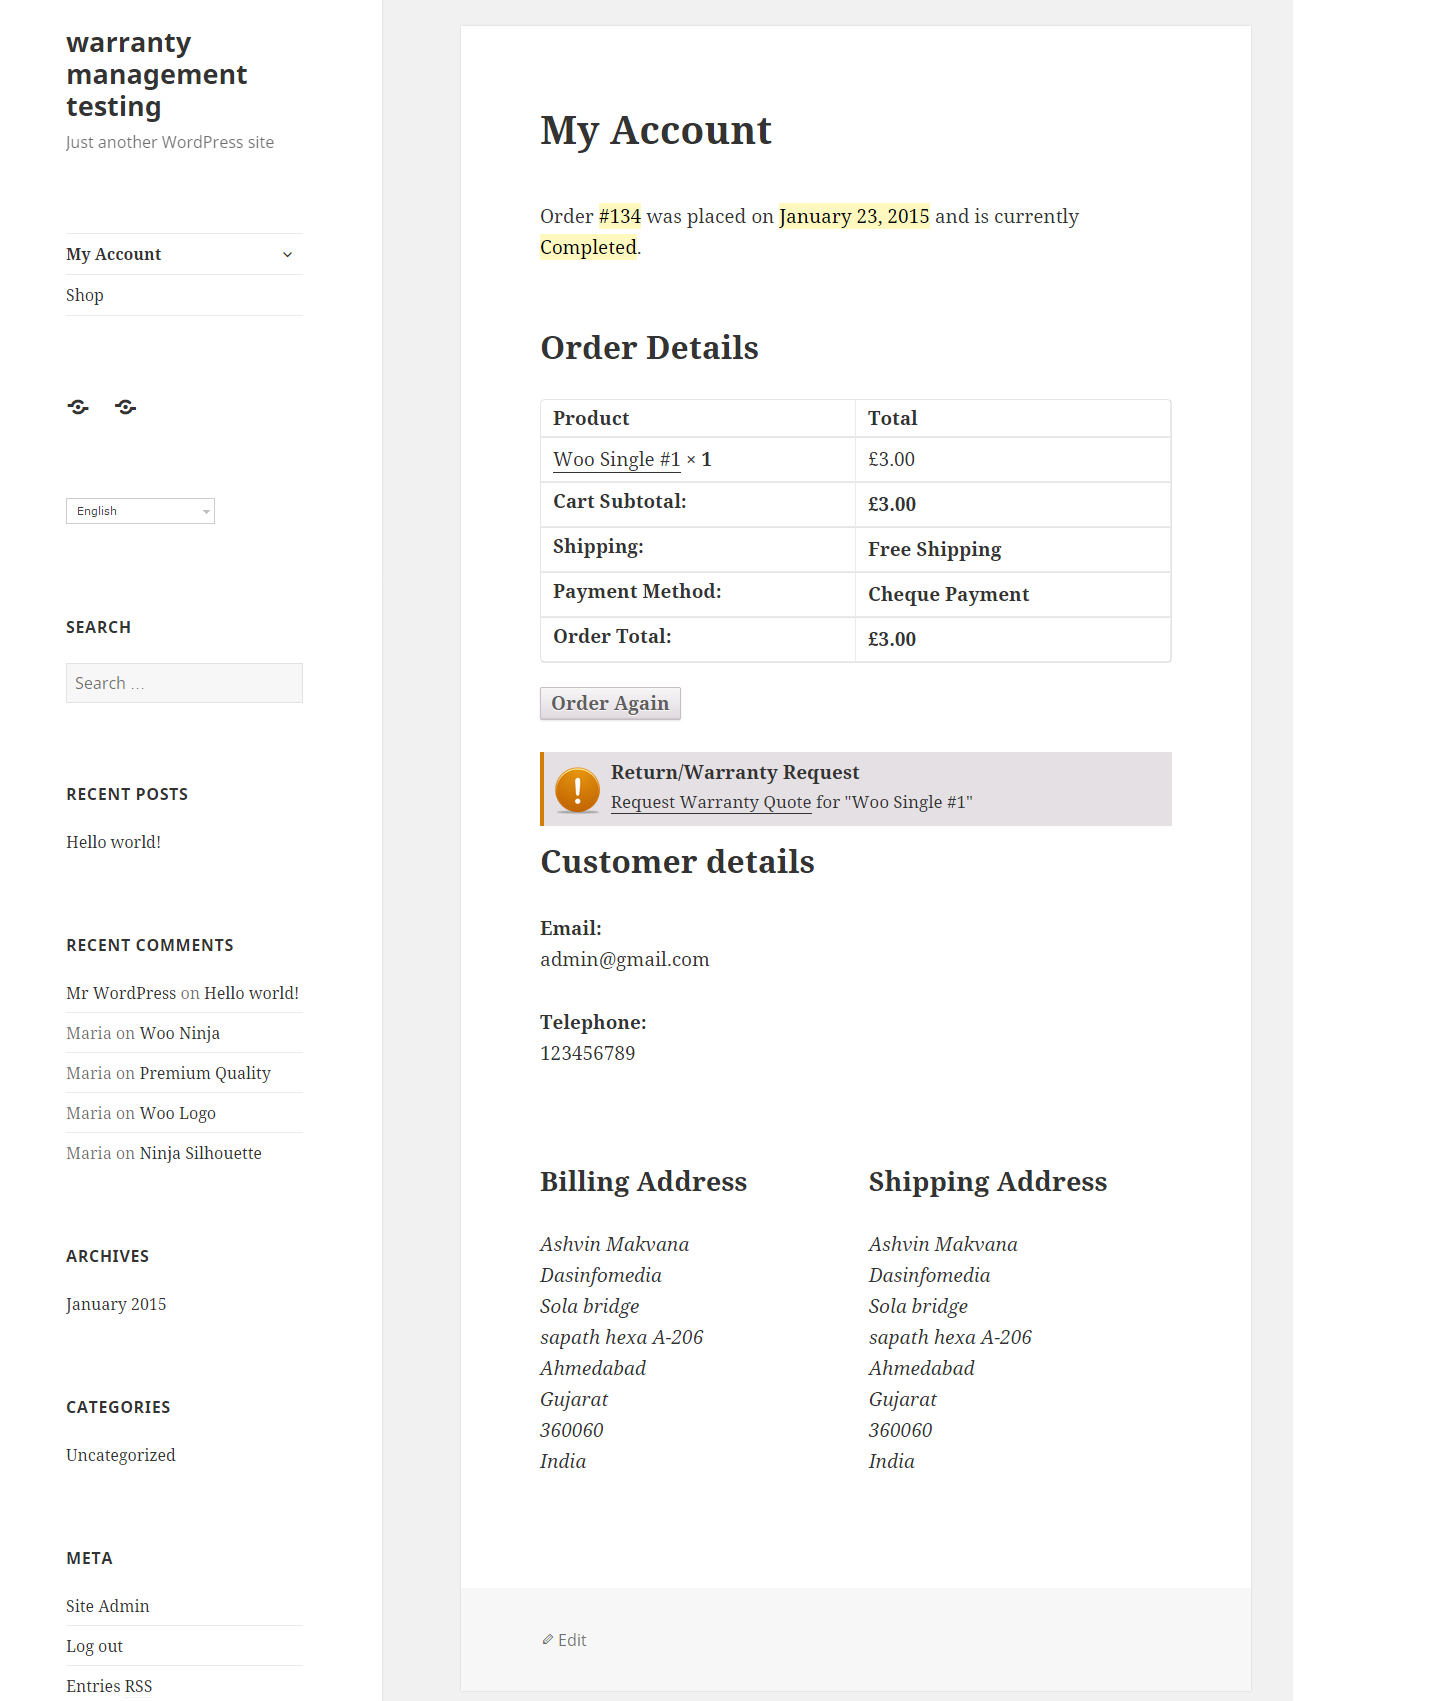 warranty
management
testing
Just another WordPress site
My Account
Shop
English
SEARCH
Search …
RECENT POSTS
Hello world!
RECENT COMMENTS
Mr WordPress on Hello world!
Maria on Woo Ninja
Maria on Premium Quality
Maria on Woo Logo
Maria on Ninja Silhouette
ARCHIVES
January 2015
CATEGORIES
Uncategorized
META
Site Admin
Log out
Entries RSS
My Account
Order #134 was placed on January 23, 2015 and is currently
Completed.
Order Details
Product Total
Woo Single #1 × 1 £3.00
Cart Subtotal: £3.00
Shipping: Free Shipping
Payment Method: Cheque Payment
Order Total: £3.00
Order Again
Return/Warranty Request
Request Warranty Quote for "Woo Single #1"
Customer details
Email:
admin@gmail.com
Telephone:
123456789
Billing Address
Ashvin Makvana
Dasinfomedia
Sola bridge
sapath hexa A-206
Ahmedabad
Gujarat
360060
India
Shipping Address
Ashvin Makvana
Dasinfomedia
Sola bridge
sapath hexa A-206
Ahmedabad
Gujarat
360060
India
Edit